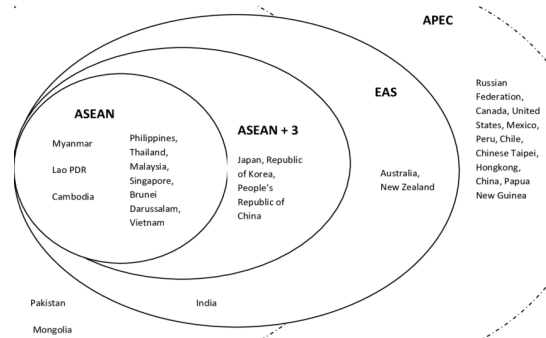 APEC
EAS
ASEAN
ASEAN + 3
Myanmar
Lao PDR
Cambodia
Philippines,
Thailand,
Malaysia,
Singapore,
Brunei
Darussalam,
Vietnam
Japan, Republic
of Korea,
People's
Republic of
China
Australia,
New Zealand
Russian
Federation,
Canada, United
States, Mexico,
Peru, Chile,
Chinese Taipei,
Hongkong,
China, Papua
New Guinea
Pakistan
Mongolia
India